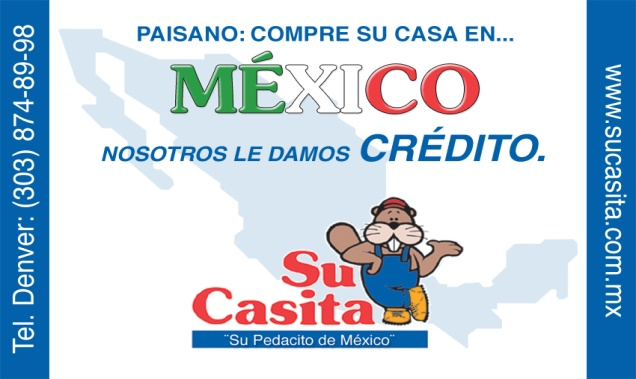 PAISANO: COMPRE SU CASA EN...
MÉXICO
NOSOTROS LE DAMOS CRÉDITO.
Su
Casita
¨Su Pedacito de México¨
Tel. Denver: (303) 874-89-98
www.sucasita.com.mx